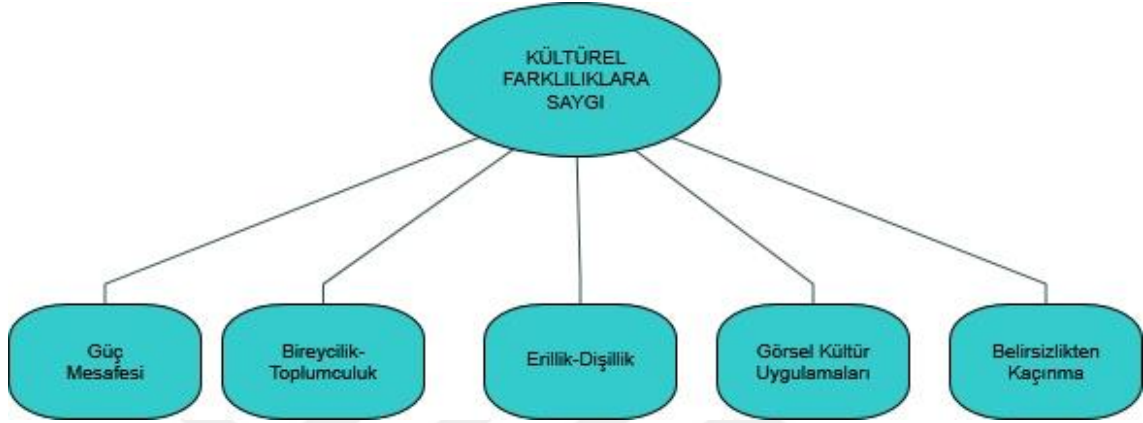 KÜLTÜREL
FARKLILIKLARA
SAYGI
Güç
Mesafesi
Bireycilik-
Toplumculuk
Erillik-Dişillik
Görsel Kültür
Uygulamaları
Belirsizlikten
Kaçınma